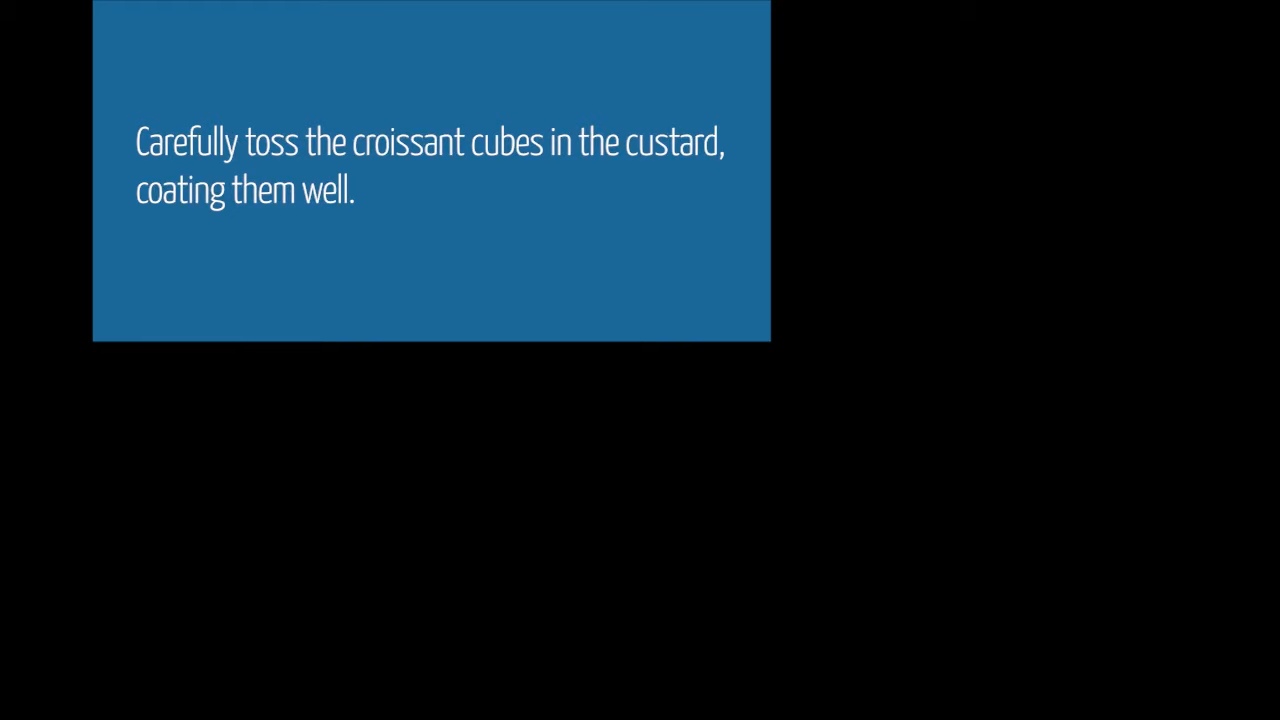 Carefully toss the croissant cubes in the custard,
coating them well.